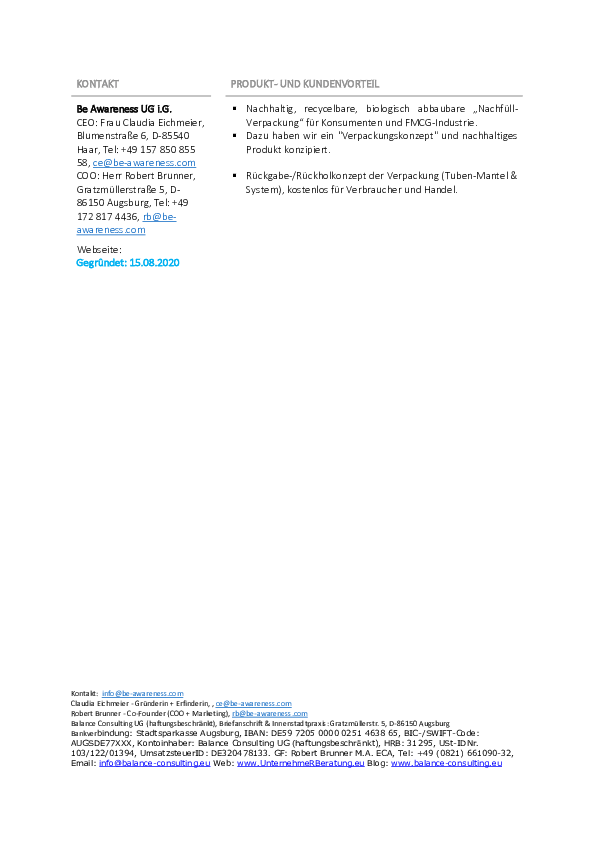 KONTAKT
Be Awareness UG i.G.
CEO: Frau Claudia Eichmeier,
Blumenstraße 6, D-85540
Haar, Tel: +49 157 850 855
58, ce@be-awareness.com
COO: Herr Robert Brunner,
Gratzmüllerstraße 5, D-
86150 Augsburg, Tel: +49
172 817 4436, rb@be-
awareness.com
Webseite:
Gegründet: 15.08.2020
PRODUKT- UND KUNDENVORTEIL
▪ Nachhaltig, recycelbare, biologisch abbaubare „Nachfüll-
Verpackung“ für Konsumenten und FMCG-Industrie.
▪ Dazu haben wir ein "Verpackungskonzept" und nachhaltiges
Produkt konzipiert.
▪ Rückgabe-/Rückholkonzept der Verpackung (Tuben-Mantel &
System), kostenlos für Verbraucher und Handel.
Kontakt: info@be-awareness.com
Claudia Eichmeier - Gründerin + Erfinderin, , ce@be-awareness.com
Robert Brunner - Co-Founder (COO + Marketing), rb@be-awareness.com
Balance Consulting UG (haftungsbeschränkt), Briefanschrift & Innenstadtpraxis :Gratzmüllerstr. 5, D-86150 Augsburg
Bankverbindung: Stadtsparkasse Augsburg, IBAN: DE59 7205 0000 0251 4638 65, BIC-/SWIFT-Code:
AUGSDE77XXX, Kontoinhaber: Balance Consulting UG (haftungsbeschränkt), HRB: 31295, USt-IDNr.
103/122/01394, UmsatzsteuerID: DE320478133. GF: Robert Brunner M.A. ECA, Tel: +49 (0821) 661090-32,
Email: info@balance-consulting.eu Web: www.UnternehmeRBeratung.eu Blog: www.balance-consulting.eu